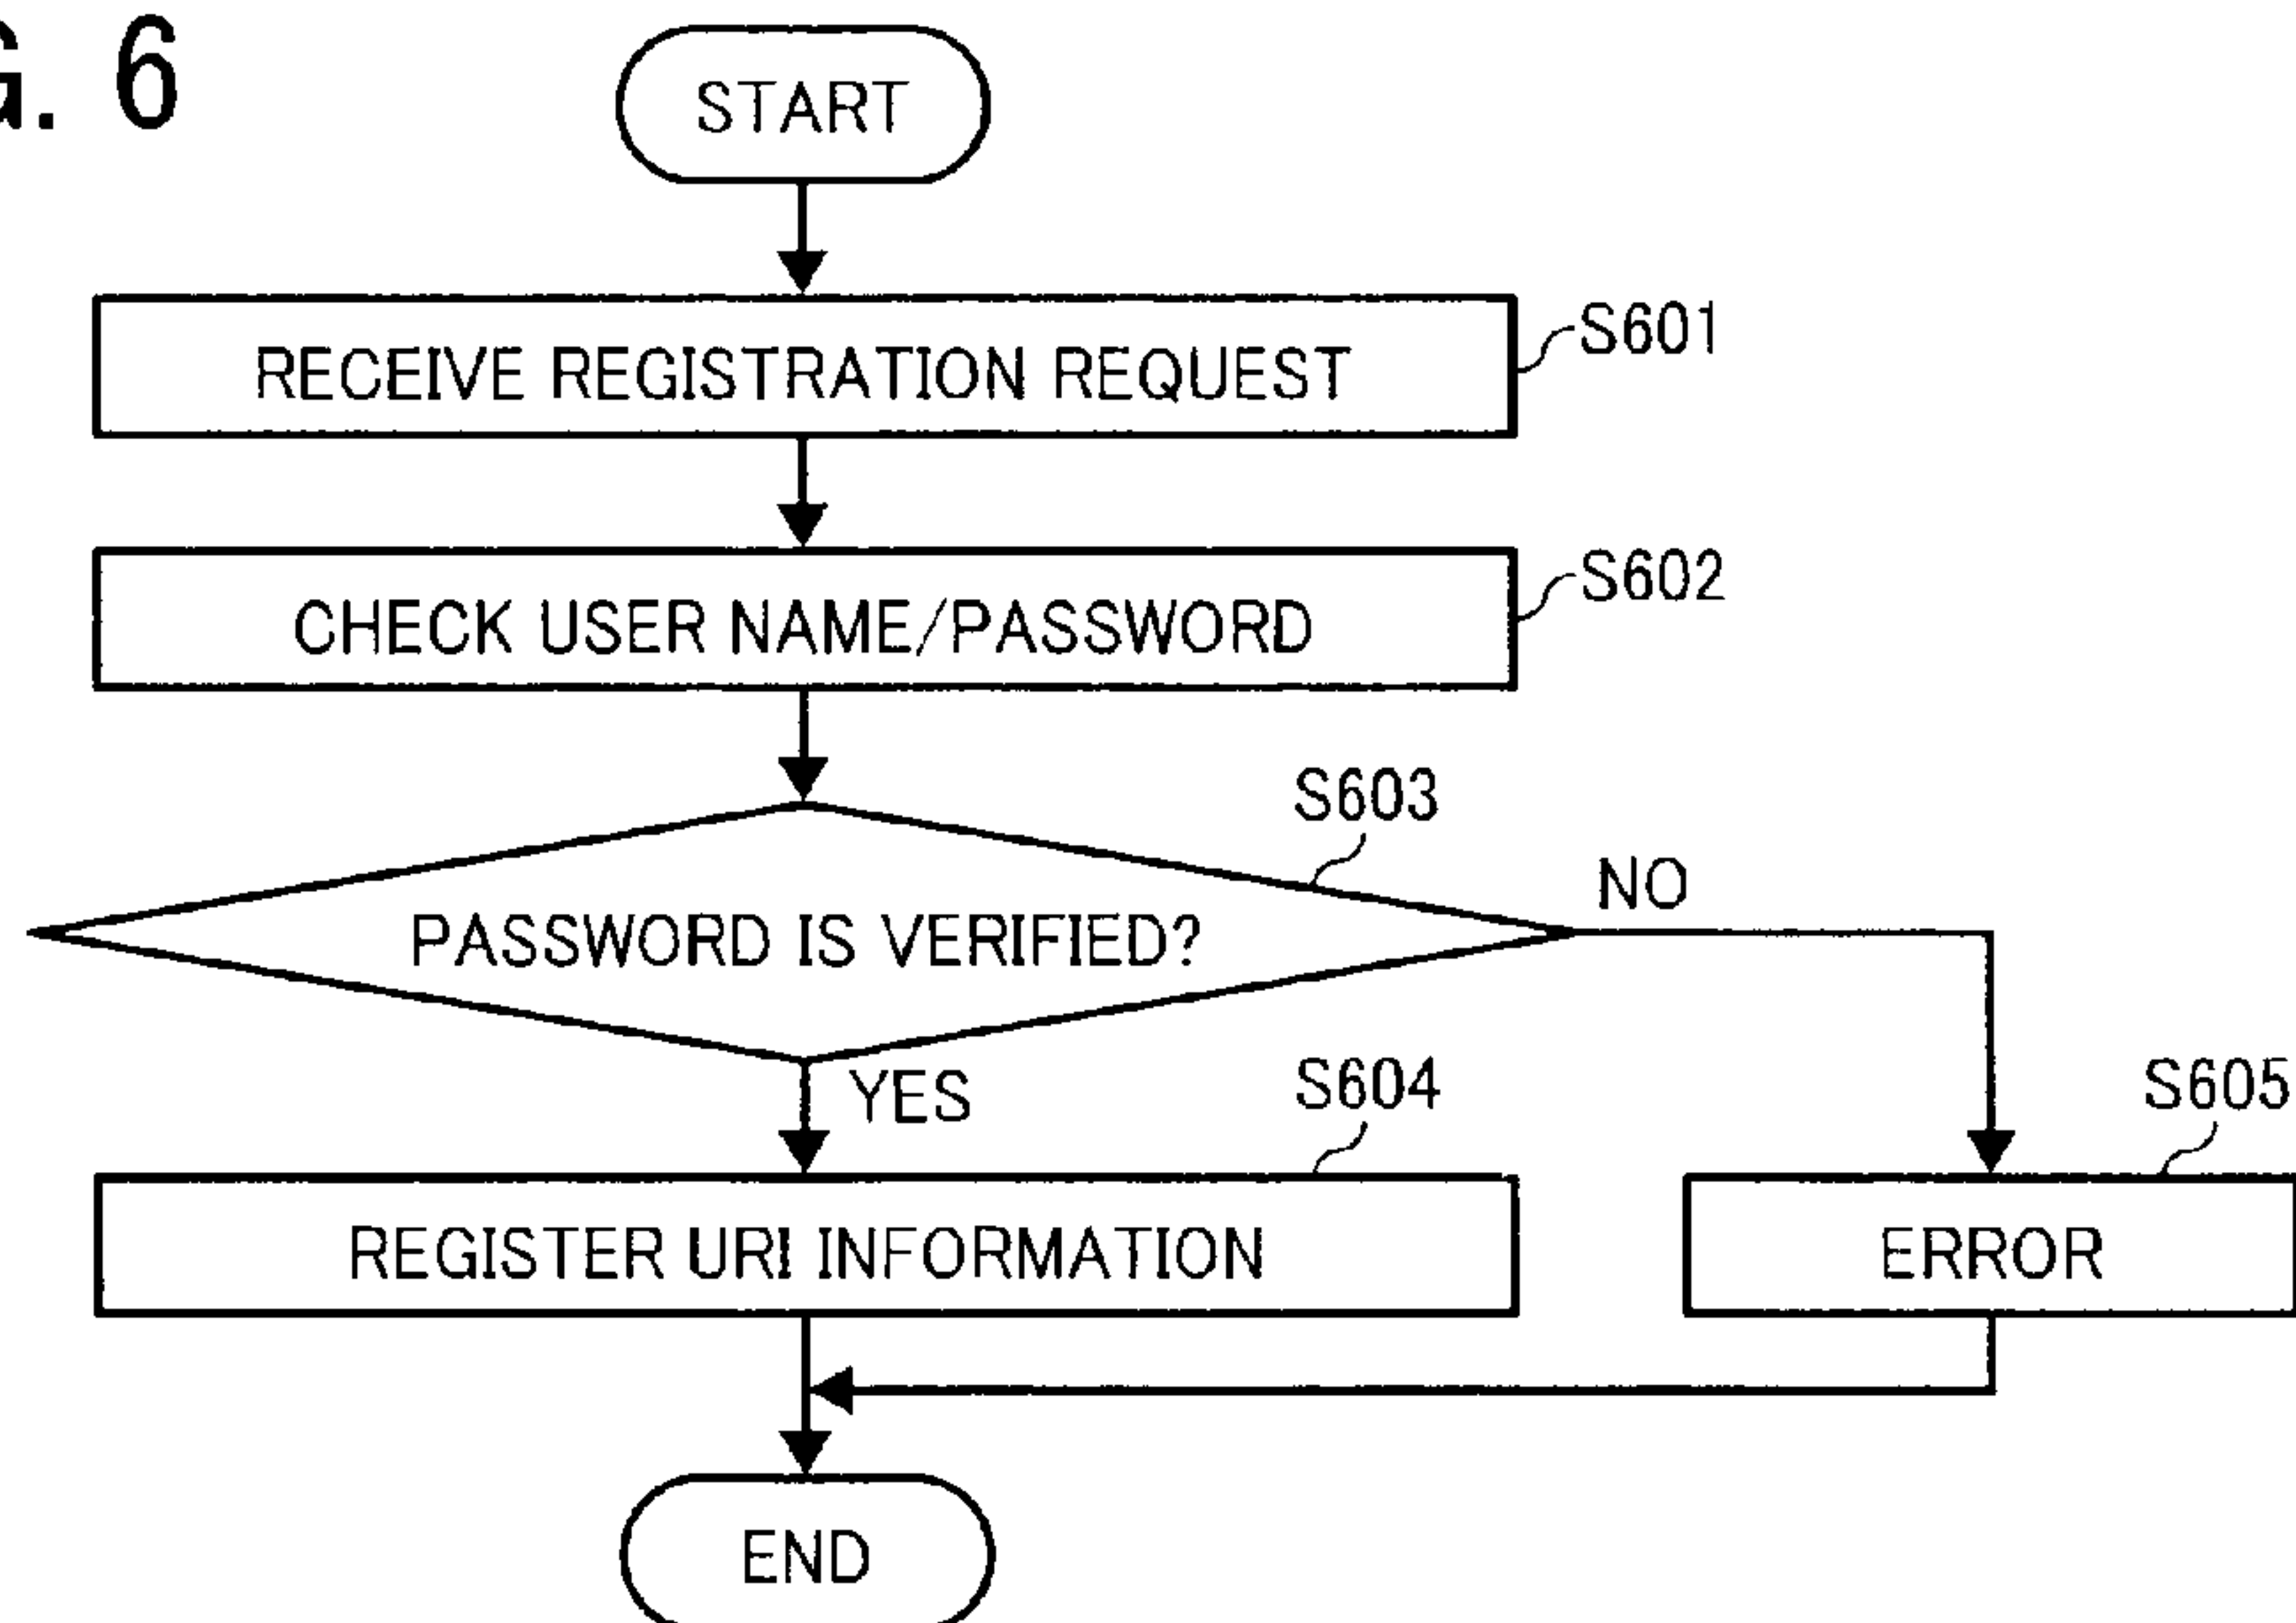 G. 6
START
RECEIVE REGISTRATION REQUEST
S601
CHECK USER NAME/PASSWORD
S602
S603
PASSWORD IS VERIFIED?
NO
YES
S604
S605
REGISTER URI INFORMATION
ERROR
END